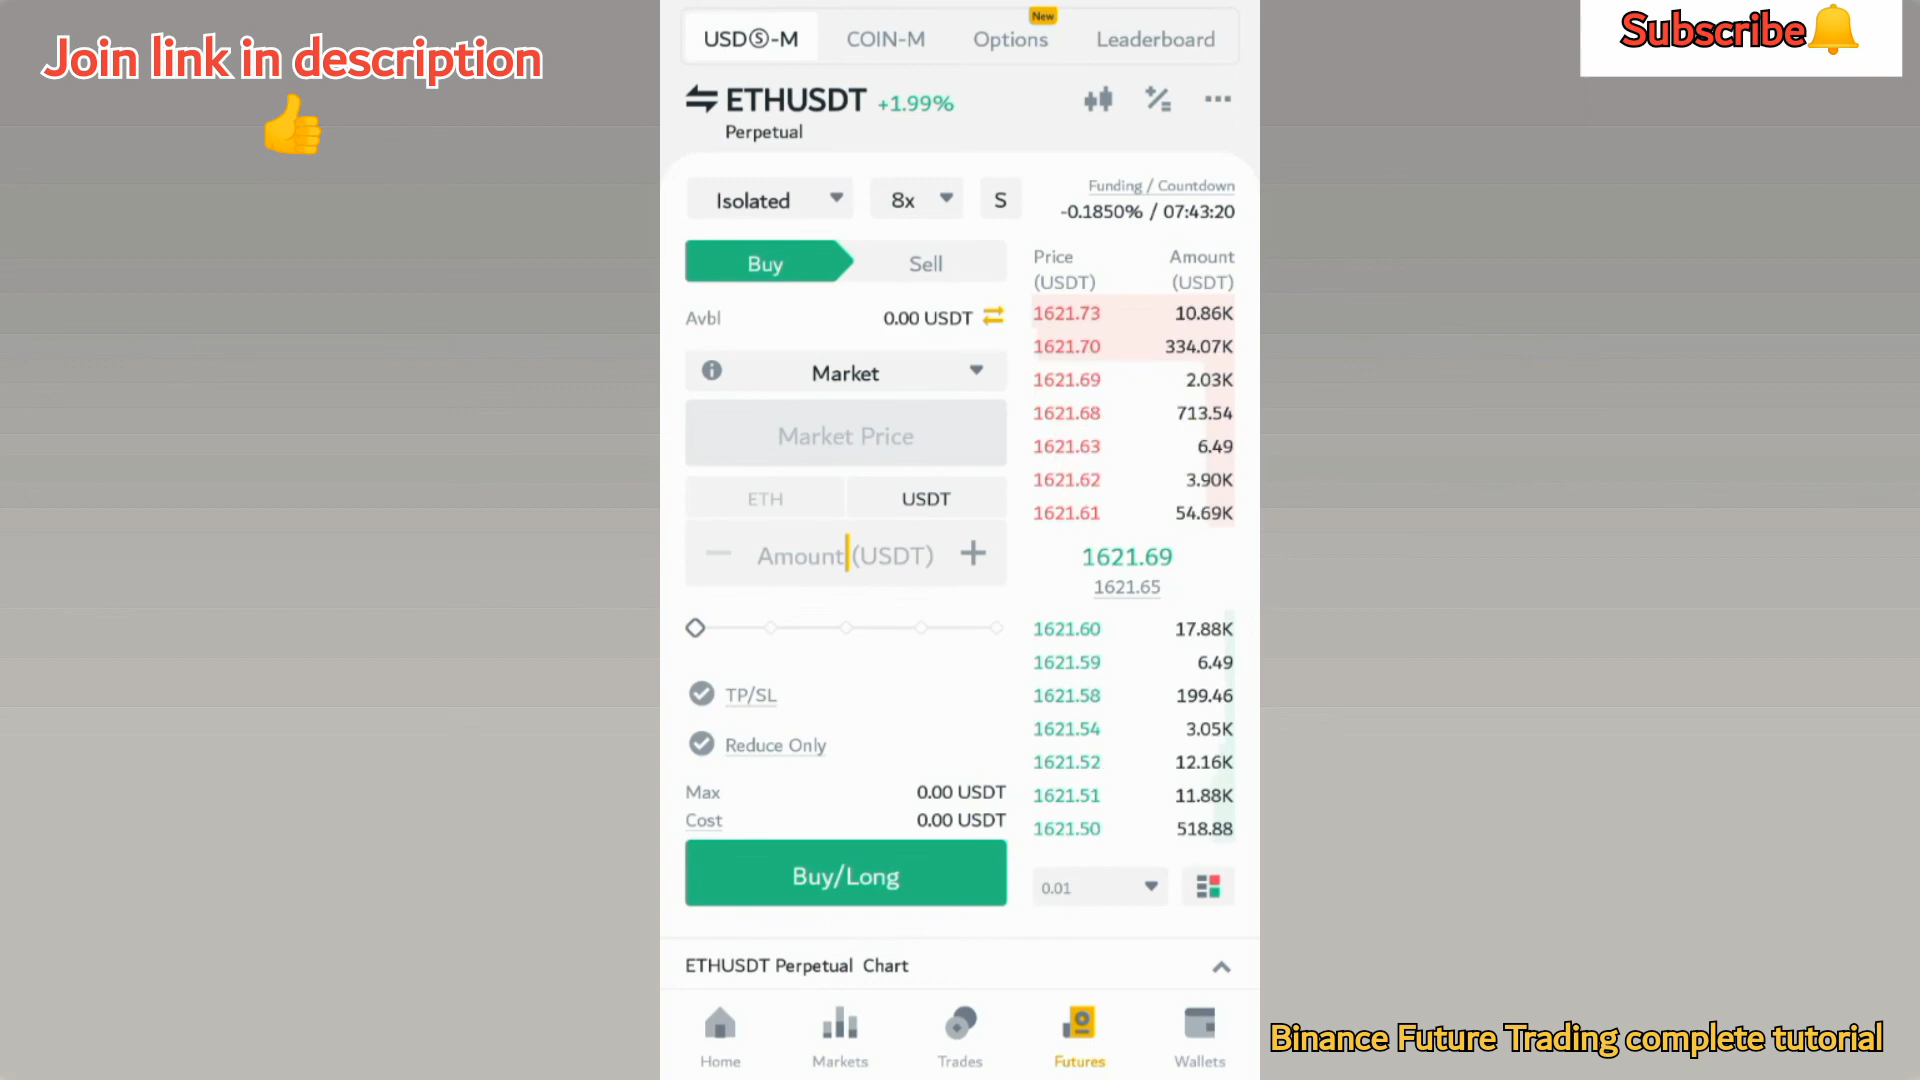 Join link in description
Subscribe
New
USDⓈ-M COIN-M Options Leaderboard
ETHUSDT +1.99%
Perpetual
Isolated 8x S
Funding / Countdown
-0.1850% / 07:43:20
Buy Sell
Avbl 0.00 USDT
Market
Market Price
ETH USDT
Amount (USDT)
TP/SL
Reduce Only
Max 0.00 USDT
Cost 0.00 USDT
Buy/Long
Price Amount
(USDT) (USDT)
1621.73 10.86K
1621.70 334.07K
1621.69 2.03K
1621.68 713.54
1621.63 6.49
1621.62 3.90K
1621.61 54.69K
1621.69
1621.65
1621.60 17.88K
1621.59 6.49
1621.58 199.46
1621.54 3.05K
1621.52 12.16K
1621.51 11.88K
1621.50 518.88
0.01
ETHUSDT Perpetual Chart
Home Markets Trades Futures Wallets
Binance Future Trading complete tutorial